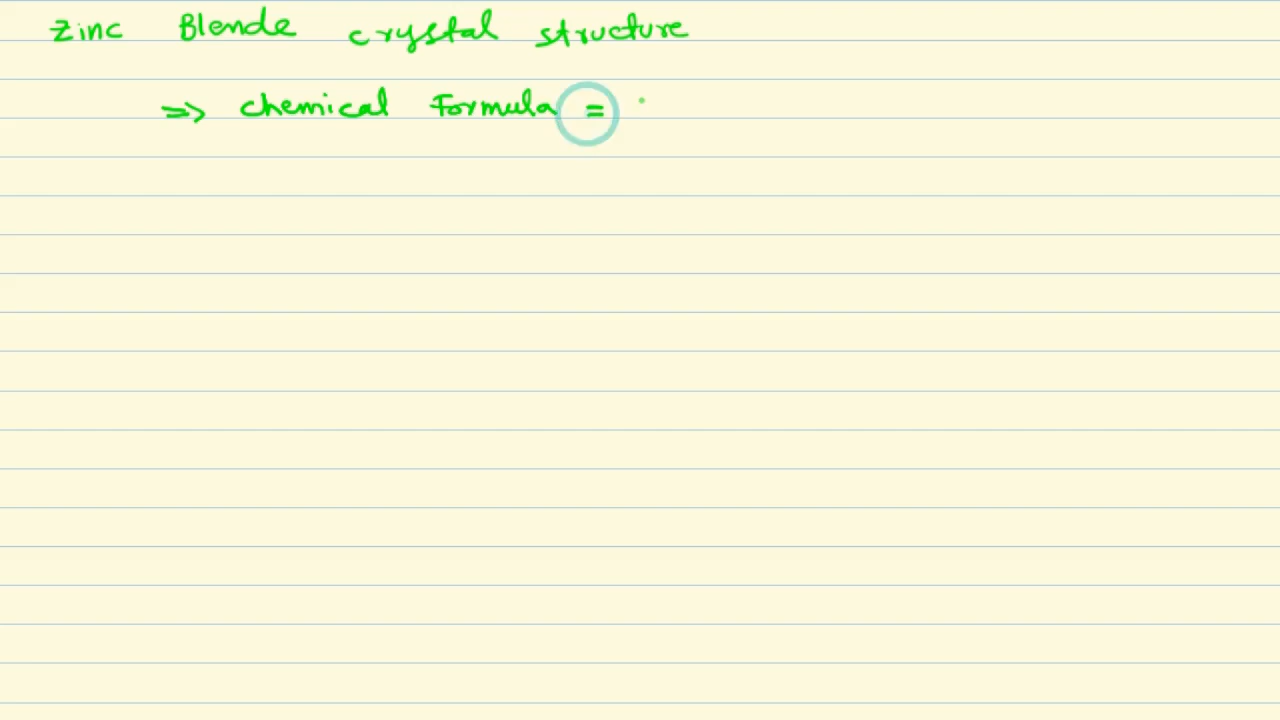 Zinc Blende crystal structure
⇒ chemical Formula =